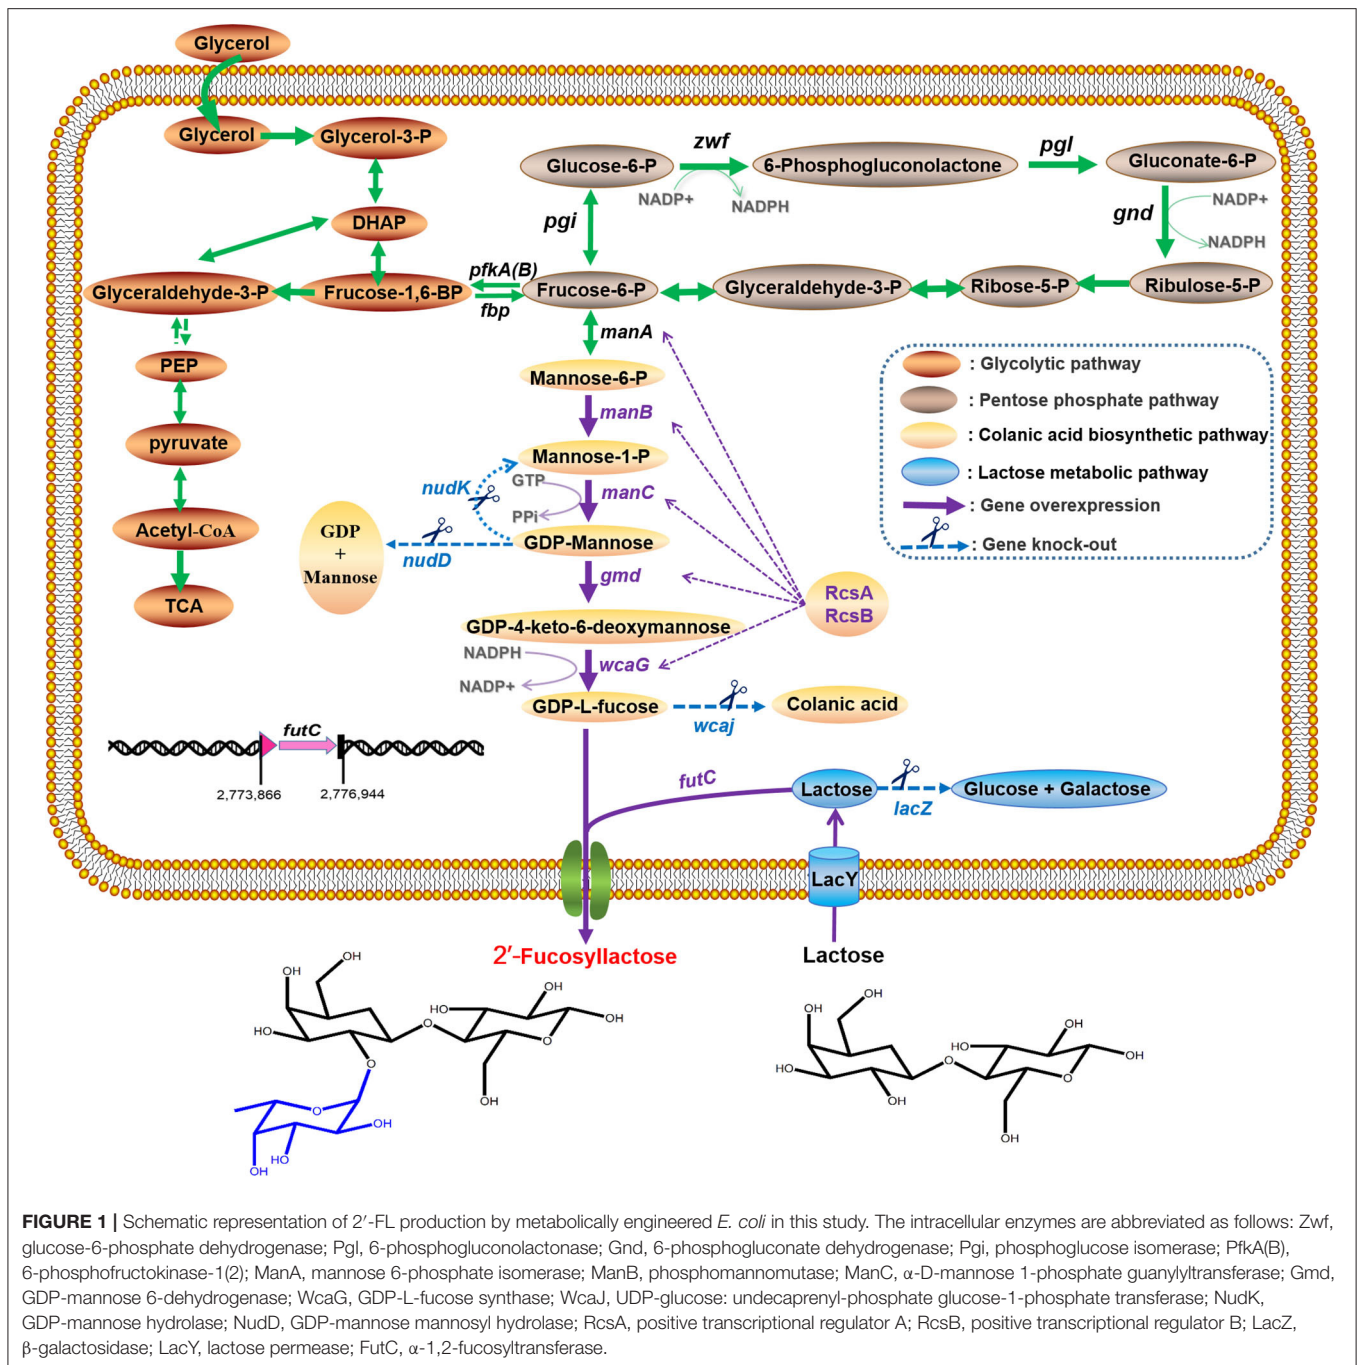 Glycerol
Glycerol
Glycerol-3-P
DHAP
Glyceraldehyde-3-P
Frucose-1,6-BP
pfkA(B)
fbp
Frucose-6-P
pgi
Glucose-6-P
zwf
NADP+
NADPH
6-Phosphogluconolactone
pgl
Gluconate-6-P
gnd
NADP+
NADPH
Glyceraldehyde-3-P
Ribose-5-P
Ribulose-5-P
PEP
pyruvate
Acetyl-CoA
TCA
manA
Mannose-6-P
manB
Mannose-1-P
nudK
GTP
manC
PPi
GDP-Mannose
nudD
GDP
+
Mannose
gmd
GDP-4-keto-6-deoxymannose
NADPH
wcaG
NADP+
GDP-L-fucose
wcaj
Colanic acid
RcsA
RcsB
: Glycolytic pathway
: Pentose phosphate pathway
: Colanic acid biosynthetic pathway
: Lactose metabolic pathway
: Gene overexpression
: Gene knock-out
futC
2,773,866
2,776,944
futC
Lactose
lacZ
Glucose + Galactose
LacY
2′-Fucosyllactose
Lactose
OH
OH
HO
OH
HO
O
O
OH
OH
O
OH
O
OH
HO
OH
OH
OH
HO
OH
O
HO
OH
OH
O
OH
FIGURE 1 | Schematic representation of 2′-FL production by metabolically engineered E. coli in this study. The intracellular enzymes are abbreviated as follows: Zwf,
glucose-6-phosphate dehydrogenase; Pgl, 6-phosphogluconolactonase; Gnd, 6-phosphogluconate dehydrogenase; Pgi, phosphoglucose isomerase; PfkA(B),
6-phosphofructokinase-1(2); ManA, mannose 6-phosphate isomerase; ManB, phosphomannomutase; ManC, α-D-mannose 1-phosphate guanylyltransferase; Gmd,
GDP-mannose 6-dehydrogenase; WcaG, GDP-L-fucose synthase; WcaJ, UDP-glucose: undecaprenyl-phosphate glucose-1-phosphate transferase; NudK,
GDP-mannose hydrolase; NudD, GDP-mannose mannosyl hydrolase; RcsA, positive transcriptional regulator A; RcsB, positive transcriptional regulator B; LacZ,
β-galactosidase; LacY, lactose permease; FutC, α-1,2-fucosyltransferase.